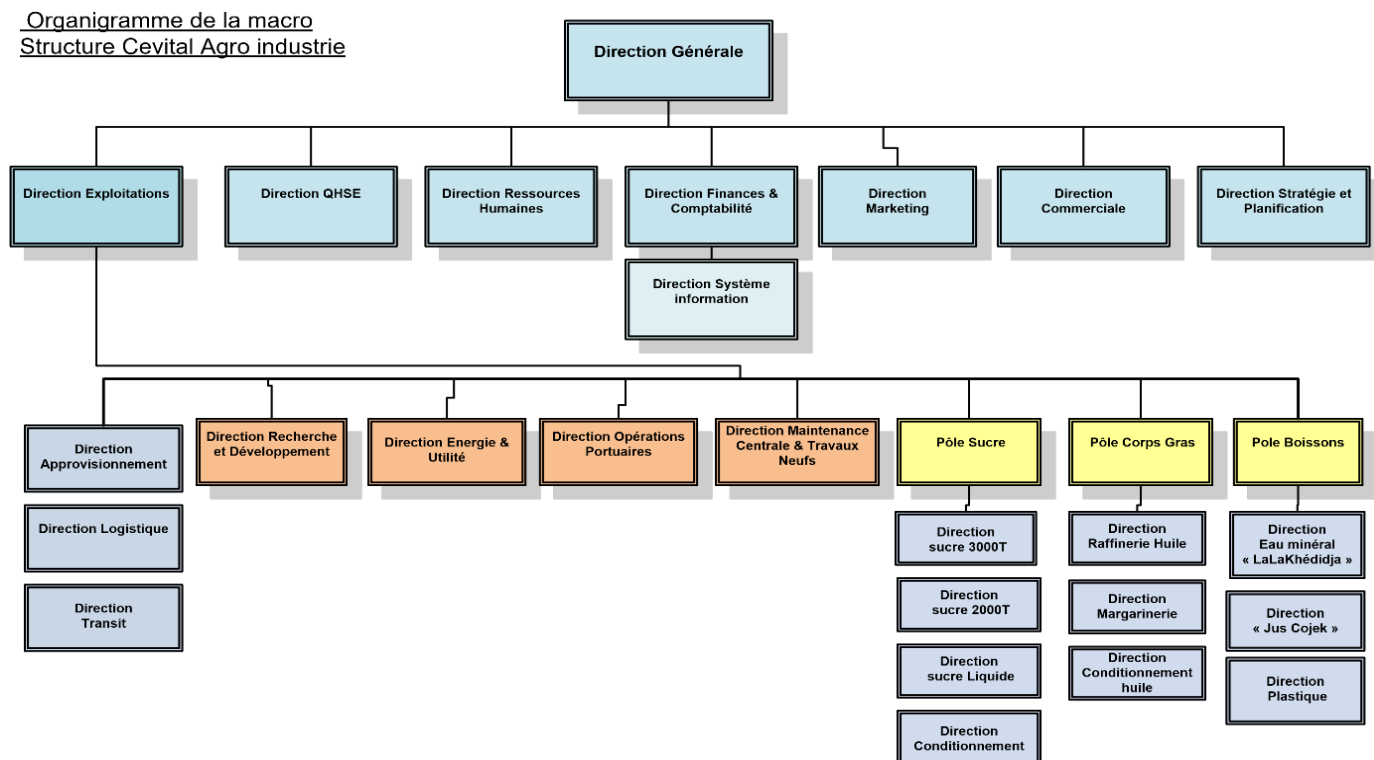 Organigramme de la macro
Structure Cevital Agro industrie
Direction Générale
Direction Exploitations
Direction QHSE
Direction Ressources
Humaines
Direction Finances &
Comptabilité
Direction
Marketing
Direction
Commerciale
Direction Stratégie et
Planification
Direction Système
information
Direction
Approvisionnement
Direction Recherche
et Développement
Direction Energie &
Utilité
Direction Opérations
Portuaires
Direction Maintenance
Centrale & Travaux
Neufs
Pôle Sucre
Pôle Corps Gras
Pole Boissons
Direction Logistique
Direction
Transit
Direction
sucre 3000T
Direction
sucre 2000T
Direction
sucre Liquide
Direction
Conditionnement
Direction
Raffinerie Huile
Direction
Margarinerie
Direction
Conditionnement
huile
Direction
Eau minéral
« LaLaKhédidja »
Direction
« Jus Cojek »
Direction
Plastique